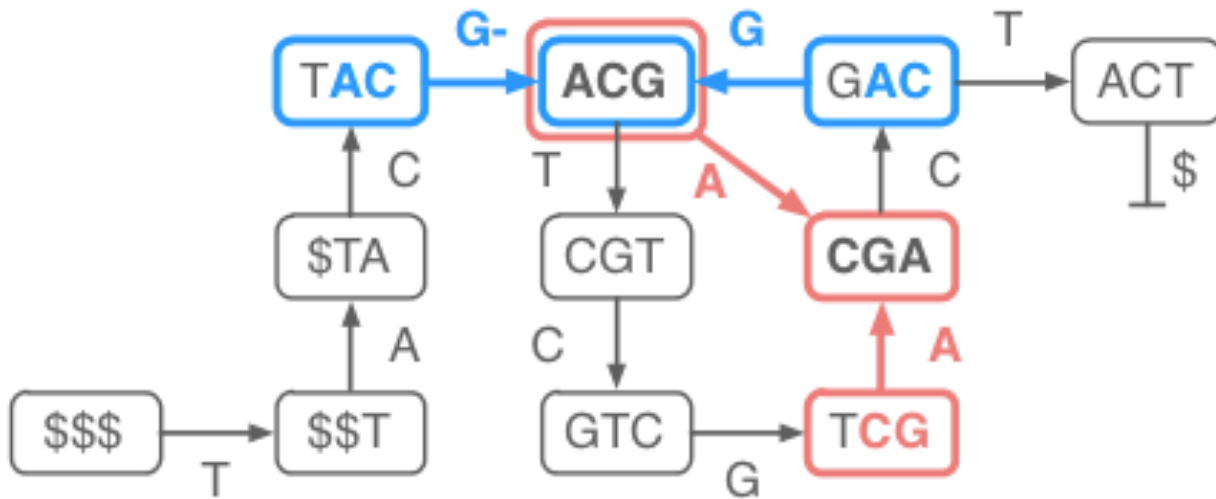 G- G T
TAC ACG GAC ACT
C T A C $
$TA CGT CGA
A C A
$$$ $$T GTC TCG
T G